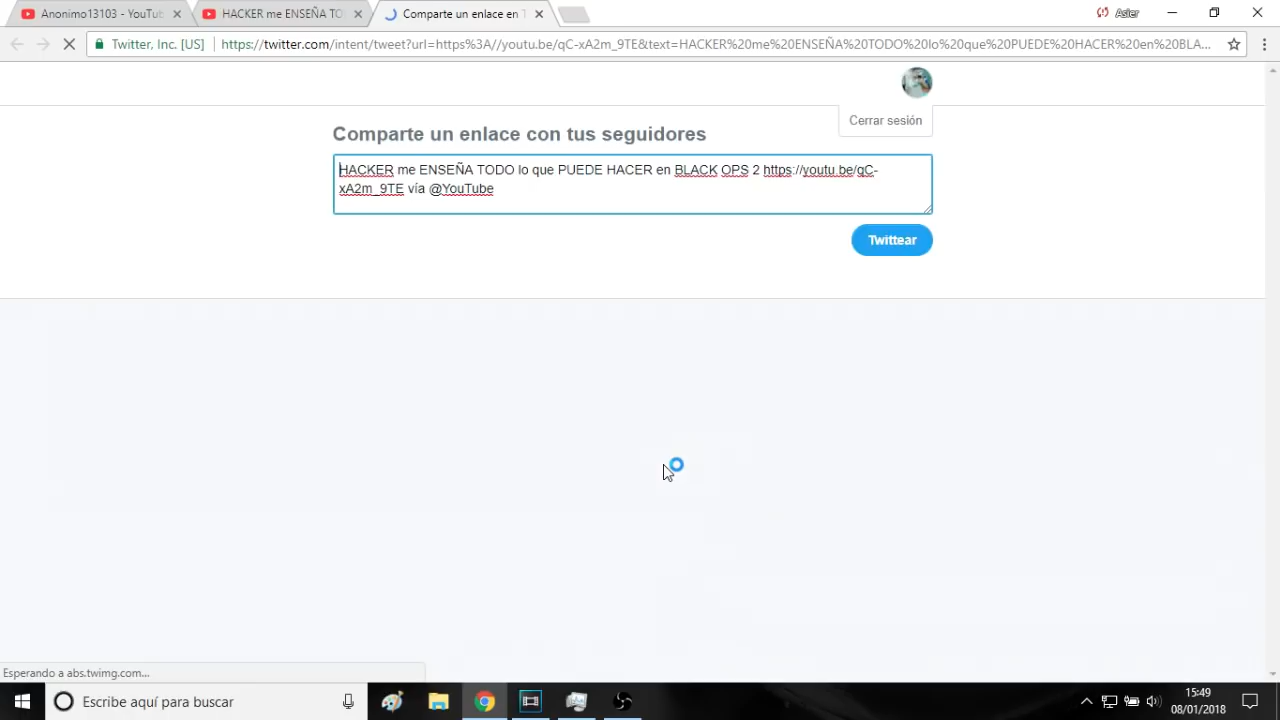 Anonimo13103 - YouTub
HACKER me ENSEÑA TO
Comparte un enlace en T
Asier
Twitter, Inc. [US]
https://twitter.com/intent/tweet?url=https%3A//youtu.be/qC-xA2m_9TE&text=HACKER%20me%20ENSEÑA%20TODO%20lo%20que%20PUEDE%20HACER%20en%20BLA...
Cerrar sesión
Comparte un enlace con tus seguidores
HACKER me ENSEÑA TODO lo que PUEDE HACER en BLACK OPS 2 https://youtu.be/qC-
xA2m_9TE vía @YouTube
Twittear
Esperando a abs.twimg.com...
Escribe aquí para buscar
15:49
08/01/2018